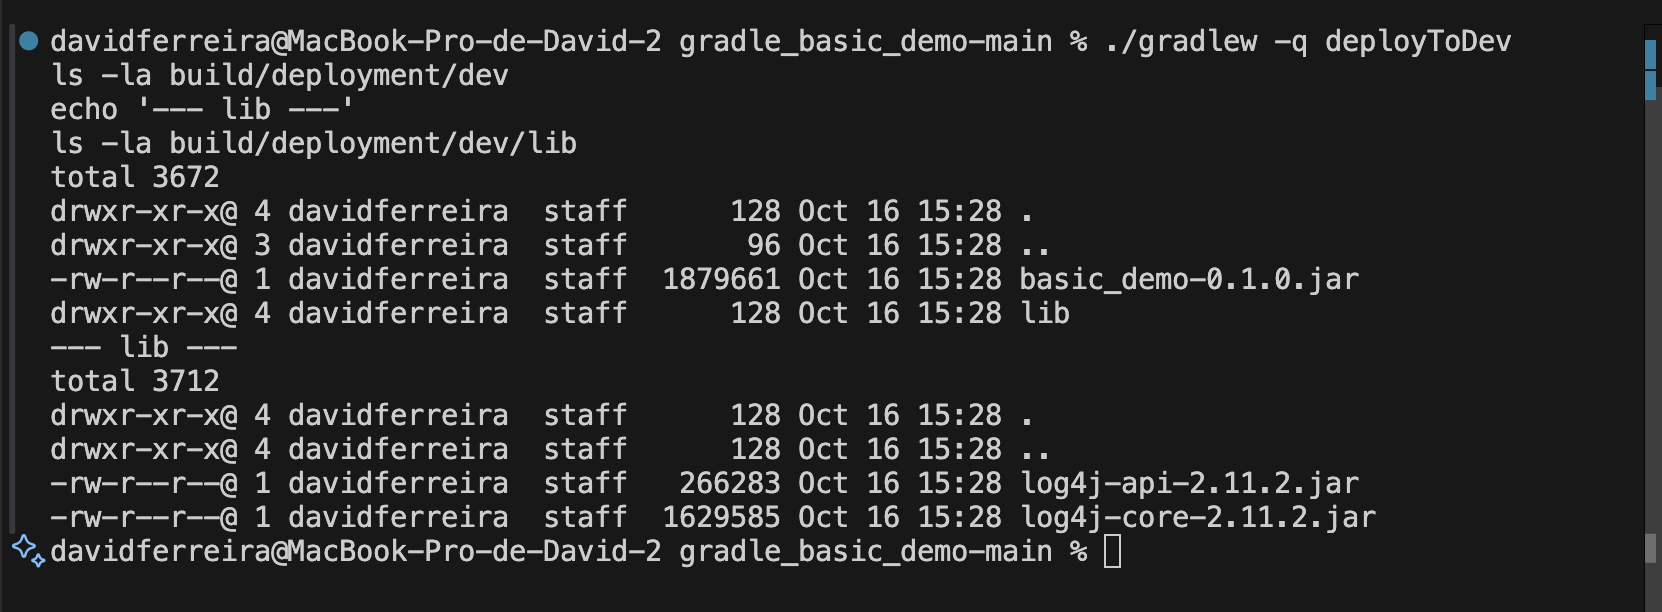 davidferreira@MacBook-Pro-de-David-2 gradle_basic_demo-main % ./gradlew -q deployToDev
ls -la build/deployment/dev
echo '--- lib ---'
ls -la build/deployment/dev/lib
total 3672
drwxr-xr-x@ 4 davidferreira  staff      128 Oct 16 15:28 .
drwxr-xr-x@ 3 davidferreira  staff       96 Oct 16 15:28 ..
-rw-r--r--@ 1 davidferreira  staff  1879661 Oct 16 15:28 basic_demo-0.1.0.jar
drwxr-xr-x@ 4 davidferreira  staff      128 Oct 16 15:28 lib
--- lib ---
total 3712
drwxr-xr-x@ 4 davidferreira  staff      128 Oct 16 15:28 .
drwxr-xr-x@ 4 davidferreira  staff      128 Oct 16 15:28 ..
-rw-r--r--@ 1 davidferreira  staff   266283 Oct 16 15:28 log4j-api-2.11.2.jar
-rw-r--r--@ 1 davidferreira  staff  1629585 Oct 16 15:28 log4j-core-2.11.2.jar
davidferreira@MacBook-Pro-de-David-2 gradle_basic_demo-main %